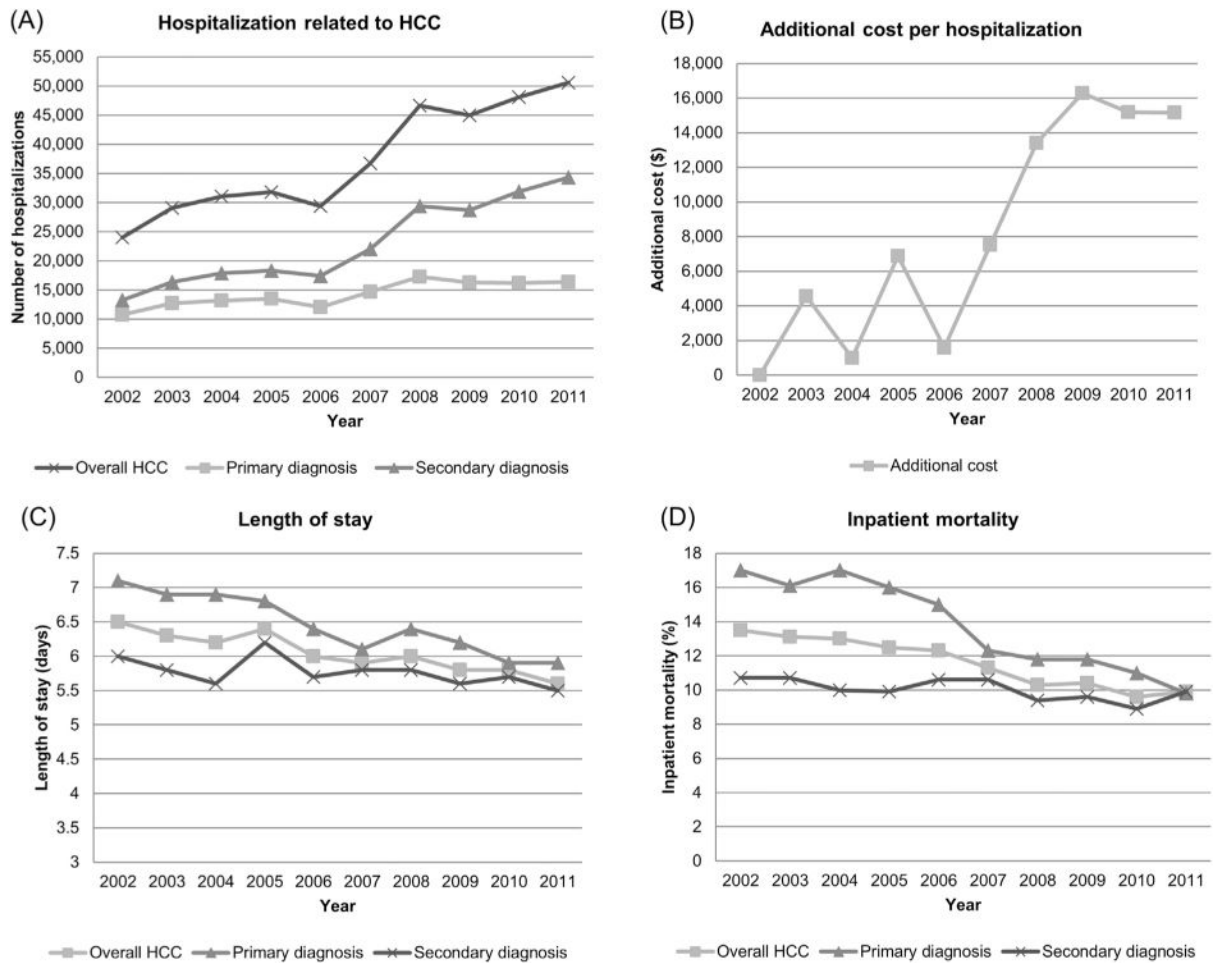 (A)
Hospitalization related to HCC
55,000
50,000
45,000
40,000
35,000
30,000
25,000
20,000
15,000
10,000
5,000
0
Number of hospitalizations
2002 2003 2004 2005 2006 2007 2008 2009 2010 2011
Year
Overall HCC Primary diagnosis Secondary diagnosis
(B)
Additional cost per hospitalization
18,000
16,000
14,000
12,000
10,000
8,000
6,000
4,000
2,000
0
Additional cost ($)
2002 2003 2004 2005 2006 2007 2008 2009 2010 2011
Year
Additional cost
(C)
Length of stay
7.5
7
6.5
6
5.5
5
4.5
4
3.5
3
Length of stay (days)
2002 2003 2004 2005 2006 2007 2008 2009 2010 2011
Year
Overall HCC Primary diagnosis Secondary diagnosis
(D)
Inpatient mortality
18
16
14
12
10
8
6
4
2
0
Inpatient mortality (%)
2002 2003 2004 2005 2006 2007 2008 2009 2010 2011
Year
Overall HCC Primary diagnosis Secondary diagnosis